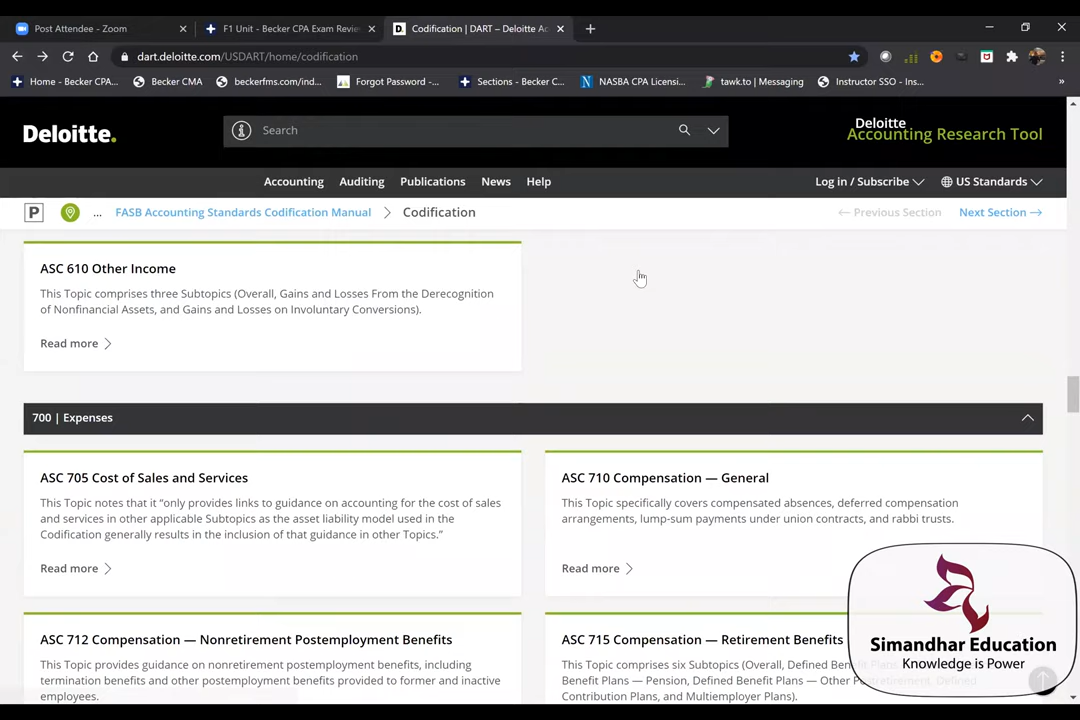 Post Attendee - Zoom
F1 Unit - Becker CPA Exam Revie
Codification | DART – Deloitte Ac
dart.deloitte.com/USDART/home/codification
Home - Becker CPA...
Becker CMA
beckerfms.com/ind...
Forgot Password -...
Sections - Becker C...
NASBA CPA Licensi...
tawk.to | Messaging
Instructor SSO - Ins...
»
Deloitte.
Search
Deloitte
Accounting Research Tool
Accounting
Auditing
Publications
News
Help
Log in / Subscribe
US Standards
P
... FASB Accounting Standards Codification Manual > Codification
← Previous Section
Next Section →
ASC 610 Other Income
This Topic comprises three Subtopics (Overall, Gains and Losses From the Derecognition
of Nonfinancial Assets, and Gains and Losses on Involuntary Conversions).
Read more >
700 | Expenses
ASC 705 Cost of Sales and Services
This Topic notes that it “only provides links to guidance on accounting for the cost of sales
and services in other applicable Subtopics as the asset liability model used in the
Codification generally results in the inclusion of that guidance in other Topics.”
Read more >
ASC 710 Compensation — General
This Topic specifically covers compensated absences, deferred compensation
arrangements, lump-sum payments under union contracts, and rabbi trusts.
Read more >
ASC 712 Compensation — Nonretirement Postemployment Benefits
This Topic provides guidance on nonretirement postemployment benefits, including
termination benefits and other postemployment benefits provided to former and inactive
employees.
ASC 715 Compensation — Retirement Benefits
This Topic comprises six Subtopics (Overall, Defined Benefit Plans
Benefit Plans — Pension, Defined Benefit Plans — Other Postretirement, Defined
Contribution Plans, and Multiemployer Plans).
Simandhar Education
Knowledge is Power